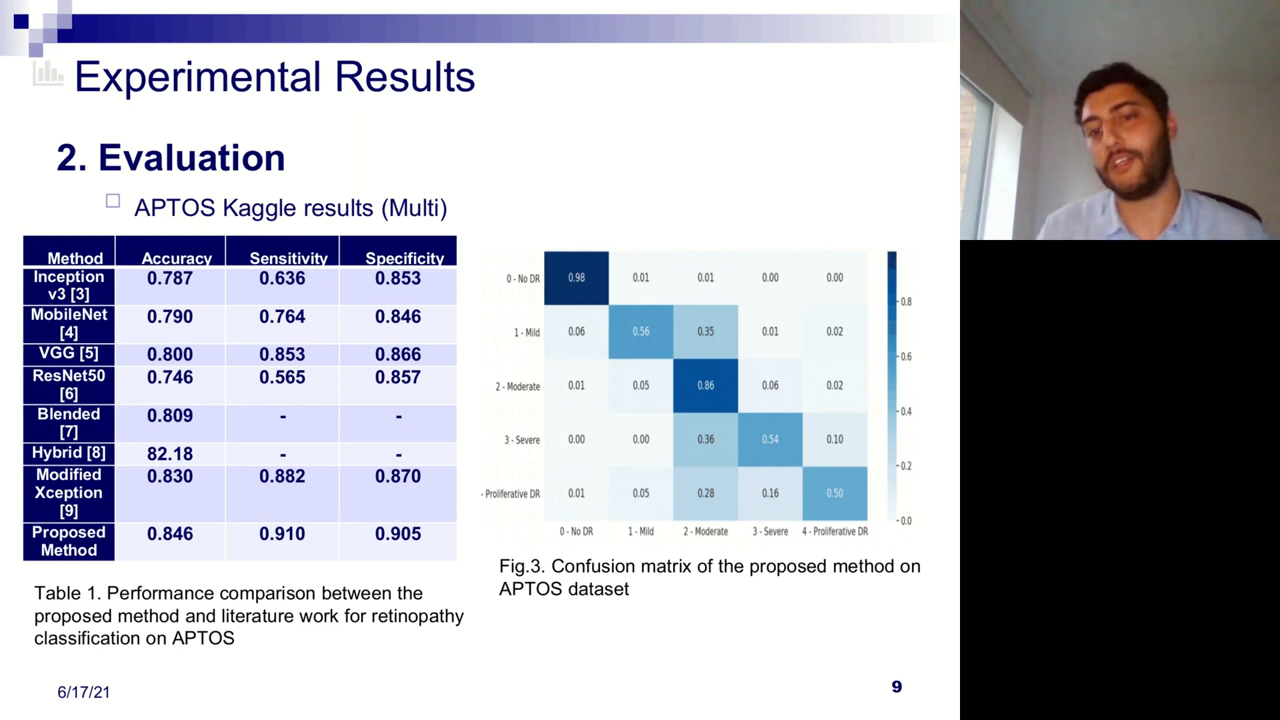 Experimental Results
2. Evaluation
APTOS Kaggle results (Multi)
Method Accuracy Sensitivity Specificity
Inception
v3 [3] 0.787 0.636 0.853
MobileNet
[4] 0.790 0.764 0.846
VGG [5] 0.800 0.853 0.866
ResNet50
[6] 0.746 0.565 0.857
Blended
[7] 0.809 - -
Hybrid [8] 82.18 - -
Modified
Xception
[9] 0.830 0.882 0.870
Proposed
Method 0.846 0.910 0.905
Table 1. Performance comparison between the
proposed method and literature work for retinopathy
classification on APTOS
0 - No DR 0.98 0.01 0.01 0.00 0.00
1 - Mild 0.06 0.56 0.35 0.01 0.02
2 - Moderate 0.01 0.05 0.86 0.06 0.02
3 - Severe 0.00 0.00 0.36 0.54 0.10
- Proliferative DR 0.01 0.05 0.28 0.16 0.50
0 - No DR 1 - Mild 2 - Moderate 3 - Severe 4 - Proliferative DR
0.8
0.6
0.4
0.2
0.0
Fig.3. Confusion matrix of the proposed method on
APTOS dataset
6/17/21
9